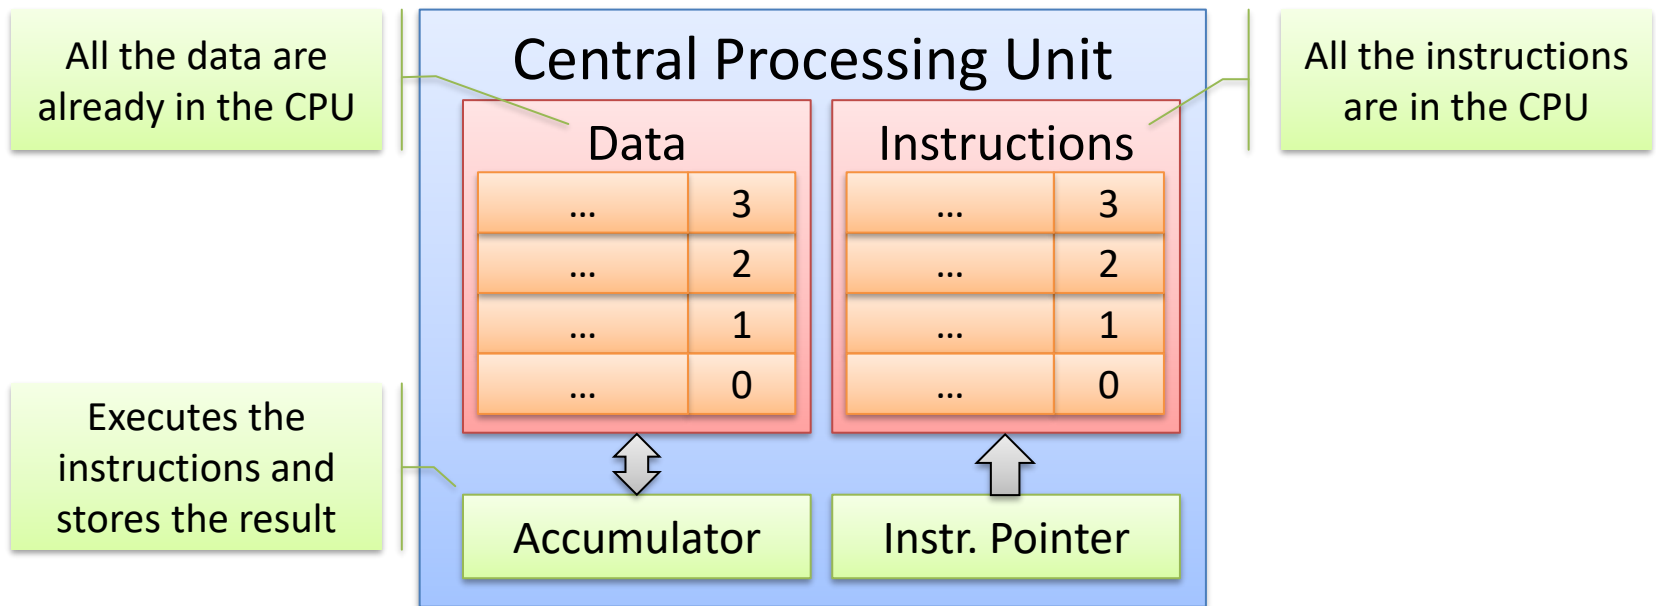 All the data are
already in the CPU
Central Processing Unit
All the instructions
are in the CPU
Data
Instructions
... 3
... 2
... 1
... 0
... 3
... 2
... 1
... 0
Executes the
instructions and
stores the result
Accumulator
Instr. Pointer